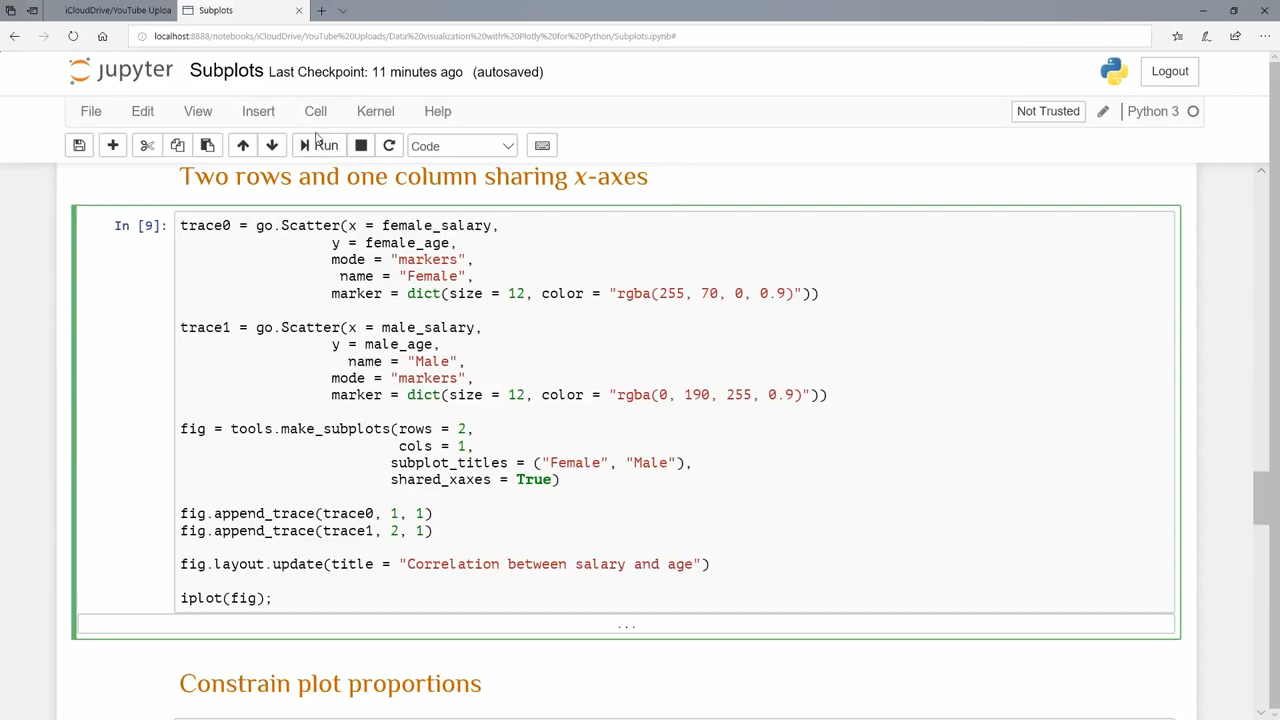 iCloudDrive/YouTube Uploa
Subplots
localhost:8888/notebooks/iCloudDrive/YouTube%20Uploads/Data%20visualization%20with%20Plotly%20for%20Python/Subplots.ipynb#
jupyter Subplots Last Checkpoint: 11 minutes ago (autosaved)
Logout
File Edit View Insert Cell Kernel Help
Not Trusted
Python 3
Run
Code
Two rows and one column sharing x-axes
In [9]:
trace0 = go.Scatter(x = female_salary,
y = female_age,
mode = "markers",
name = "Female",
marker = dict(size = 12, color = "rgba(255, 70, 0, 0.9)"))
trace1 = go.Scatter(x = male_salary,
y = male_age,
name = "Male",
mode = "markers",
marker = dict(size = 12, color = "rgba(0, 190, 255, 0.9)"))
fig = tools.make_subplots(rows = 2,
cols = 1,
subplot_titles = ("Female", "Male"),
shared_xaxes = True)
fig.append_trace(trace0, 1, 1)
fig.append_trace(trace1, 2, 1)
fig.layout.update(title = "Correlation between salary and age")
iplot(fig);
...
Constrain plot proportions